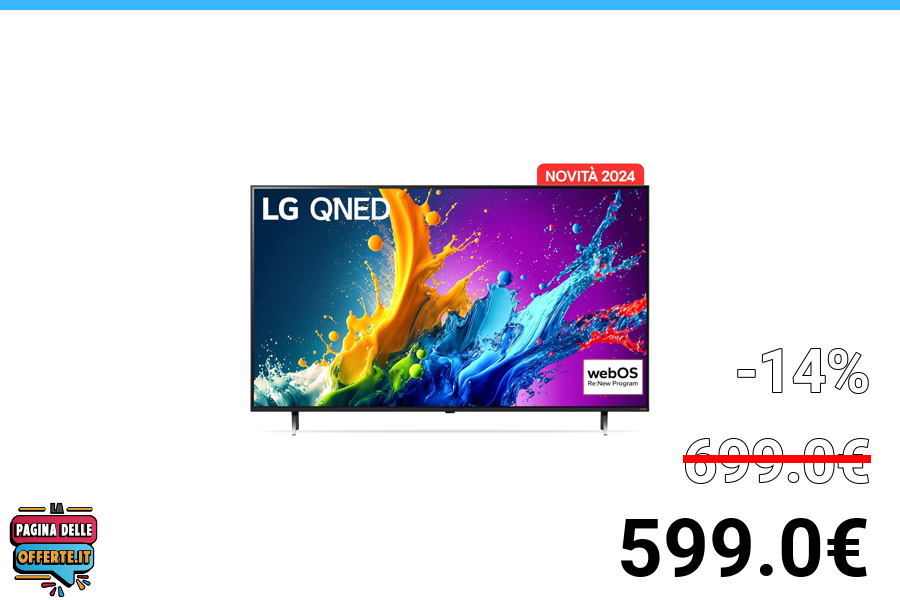 NOVITÀ 2024
LG QNED
webOS
Re:New Program
-14%
699.0€
599.0€
LA
PAGINA DELLE
OFFERTE.IT